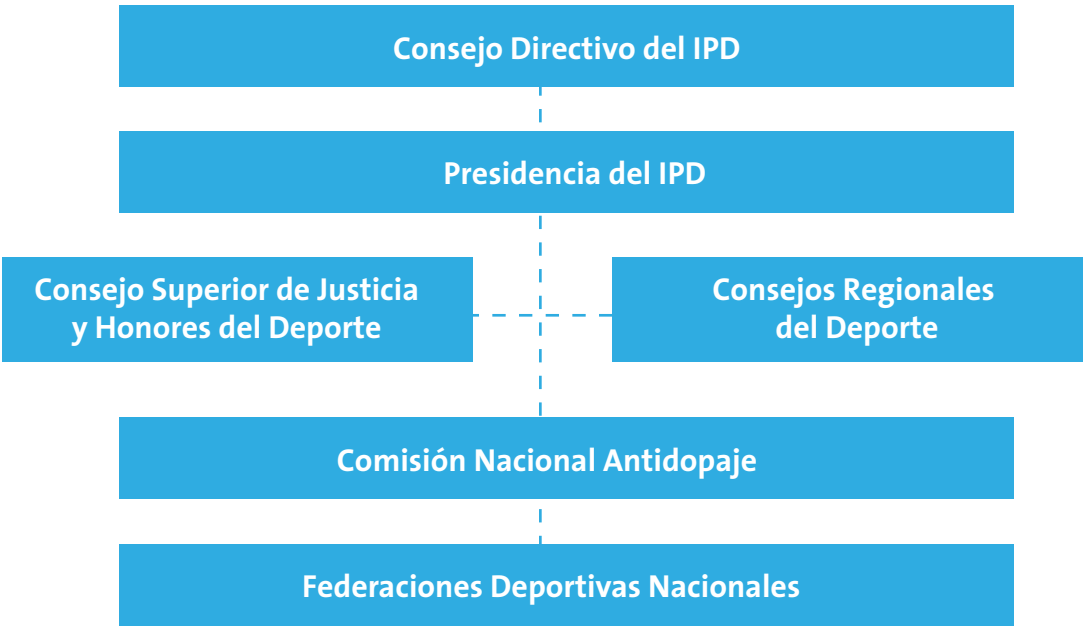 Consejo Directivo del IPD
Presidencia del IPD
Consejo Superior de Justicia
y Honores del Deporte
Consejos Regionales
del Deporte
Comisión Nacional Antidopaje
Federaciones Deportivas Nacionales